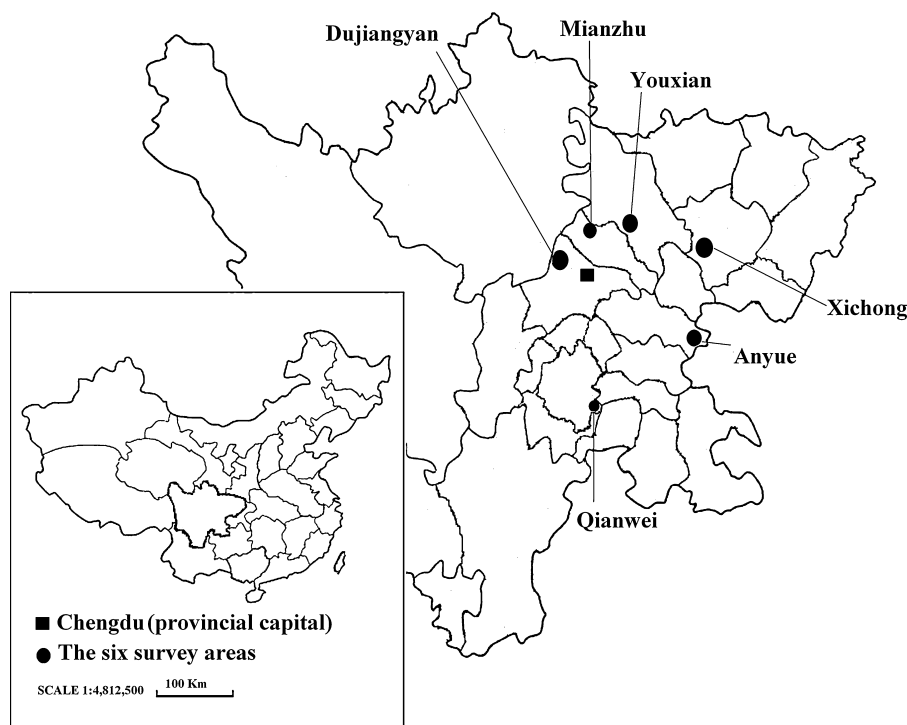 Mianzhu
Dujiangyan
Youxian
Xichong
Anyue
Qianwei
Chengdu (provincial capital)
The six survey areas
SCALE 1:4,812,500
100 Km